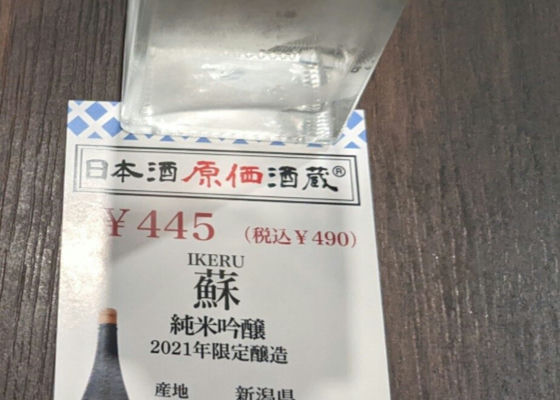 日本酒原価酒蔵®
￥445 (税込￥490)
IKERU
蘇
純米吟醸
2021年限定醸造
産地 新潟県